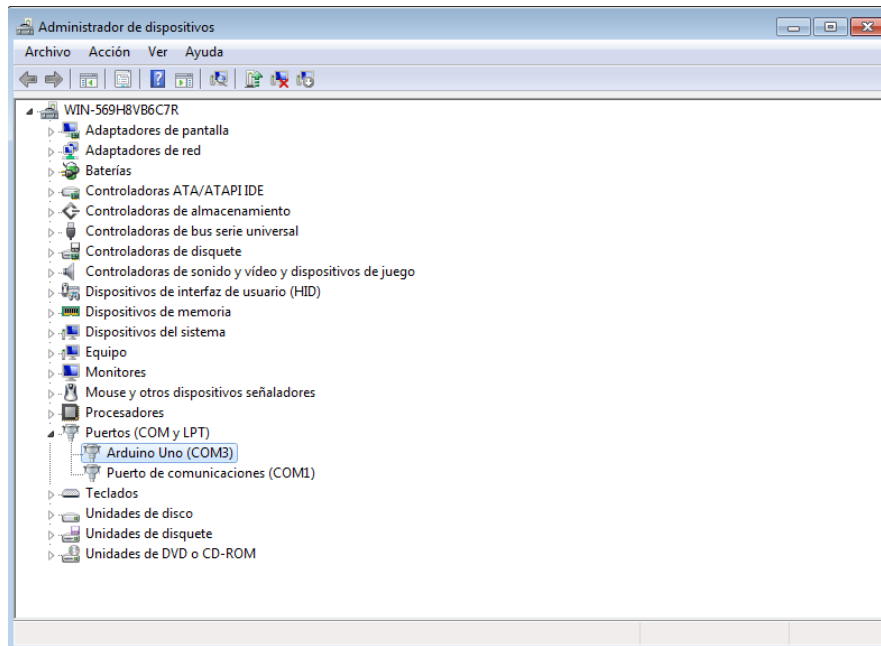 Administrador de dispositivos
Archivo Acción Ver Ayuda
WIN-569H8VB6C7R
Adaptadores de pantalla
Adaptadores de red
Baterías
Controladoras ATA/ATAPI IDE
Controladoras de almacenamiento
Controladoras de bus serie universal
Controladoras de disquete
Controladoras de sonido y vídeo y dispositivos de juego
Dispositivos de interfaz de usuario (HID)
Dispositivos de memoria
Dispositivos del sistema
Equipo
Monitores
Mouse y otros dispositivos señaladores
Procesadores
Puertos (COM y LPT)
Arduino Uno (COM3)
Puerto de comunicaciones (COM1)
Teclados
Unidades de disco
Unidades de disquete
Unidades de DVD o CD-ROM